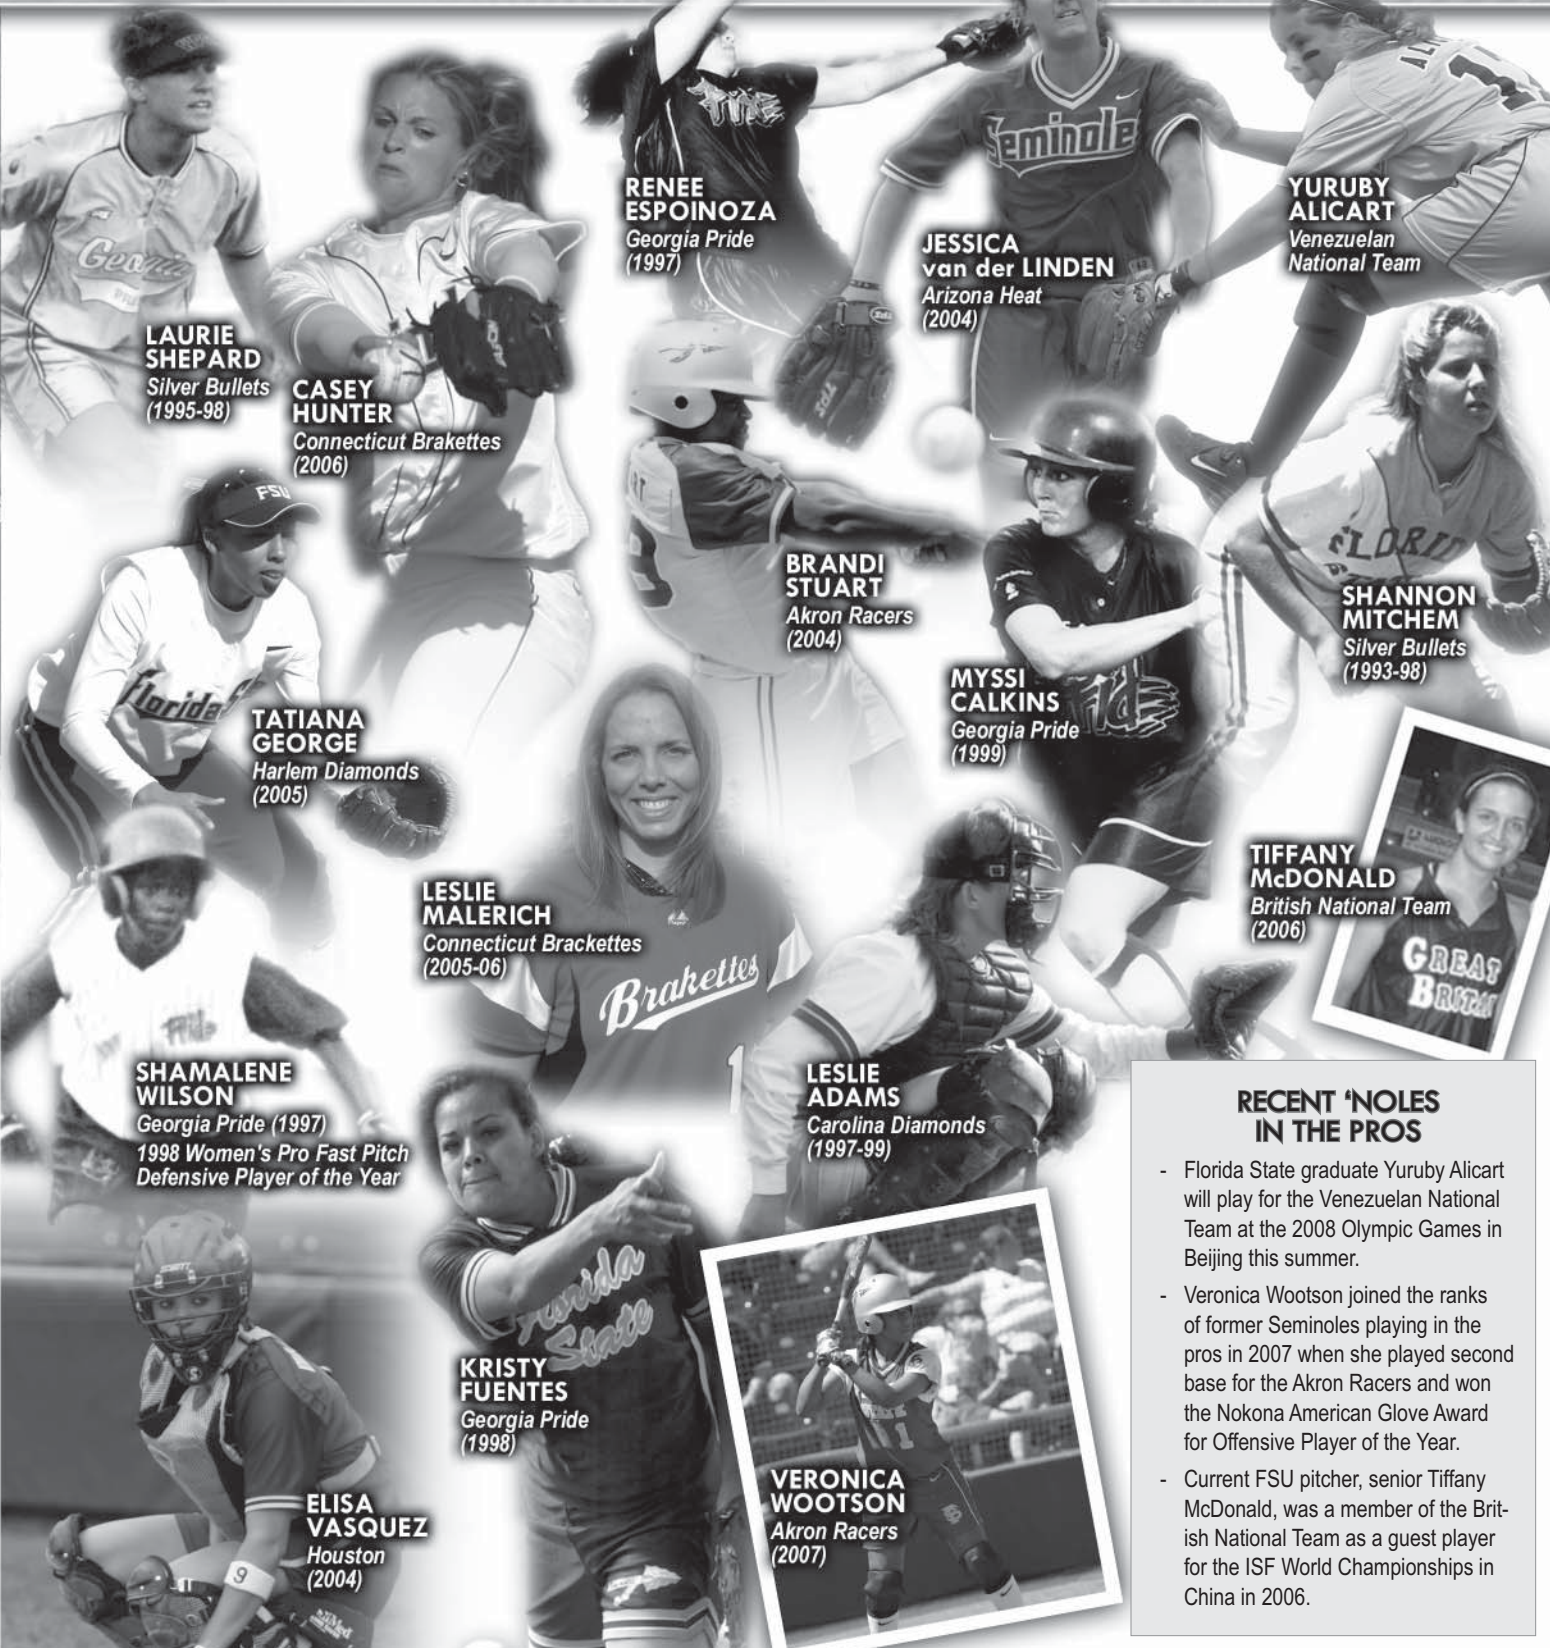 RENEE
ESPOINOZA
Georgia Pride
(1997)
JESSICA
van der LINDEN
Arizona Heat
(2004)
YURUBY
ALICART
Venezuelan
National Team
Seminole
Georgia
LAURIE
SHEPARD
Silver Bullets
(1995-98)
CASEY
HUNTER
Connecticut Brakettes
(2006)
FSU
BRANDI
STUART
Akron Racers
(2004)
FLORID
SHANNON
MITCHEM
Silver Bullets
(1993-98)
MYSSI
CALKINS
Georgia Pride
(1999)
Florida S
TATIANA
GEORGE
Harlem Diamonds
(2005)
TIFFANY
McDONALD
British National Team
(2006)
GREAT
BRITAI
LESLIE
MALERICH
Connecticut Brackettes
(2005-06)
Brakettes
1
Pride
SHAMALENE
WILSON
Georgia Pride (1997)
1998 Women's Pro Fast Pitch
Defensive Player of the Year
LESLIE
ADAMS
Carolina Diamonds
(1997-99)
Florida
State
KRISTY
FUENTES
Georgia Pride
(1998)
VERONICA
WOOTSON
Akron Racers
(2007)
ELISA
VASQUEZ
Houston
(2004)
9
RECENT ‘NOLES
IN THE PROS
- Florida State graduate Yuruby Alicart
will play for the Venezuelan National
Team at the 2008 Olympic Games in
Beijing this summer.
- Veronica Wootson joined the ranks
of former Seminoles playing in the
pros in 2007 when she played second
base for the Akron Racers and won
the Nokona American Glove Award
for Offensive Player of the Year.
- Current FSU pitcher, senior Tiffany
McDonald, was a member of the Brit-
ish National Team as a guest player
for the ISF World Championships in
China in 2006.